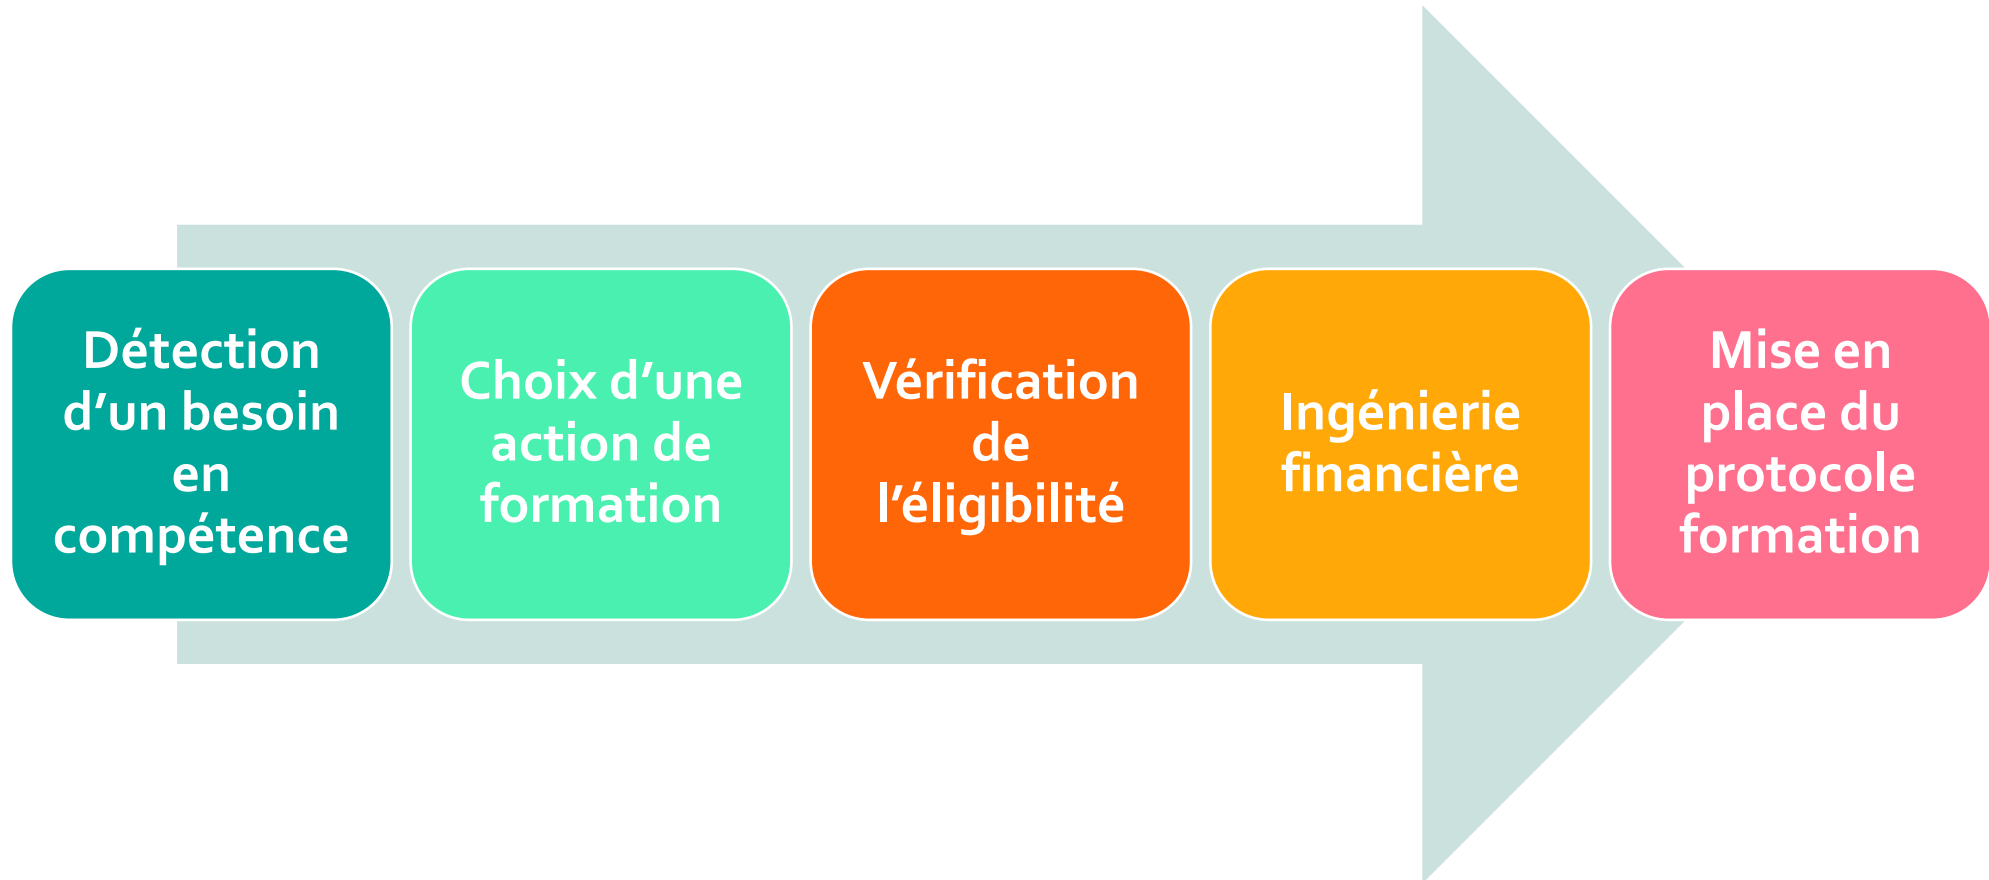 Détection
d’un besoin
en
compétence
Choix d’une
action de
formation
Vérification
de
l’éligibilité
Ingénierie
financière
Mise en
place du
protocole
formation